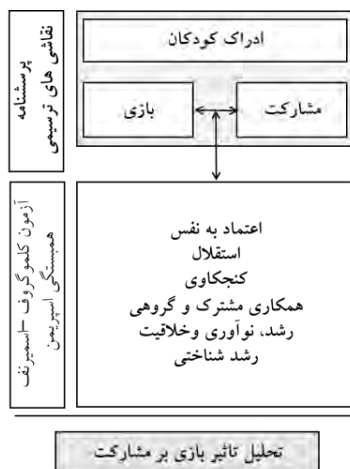 ادراک کودکان
مشارکت
بازی
پرسشنامه
نقاشی های ترسیمی
اعتماد به نفس
استقلال
کنجکاوی
همکاری مشترک و گروهی
رشد، نوآوری وخلاقیت
رشد شناختی
آزمون کلموگروف -اسمیرنف
همبستگی اسپیریمن
تحلیل تاثیر بازی بر مشارکت